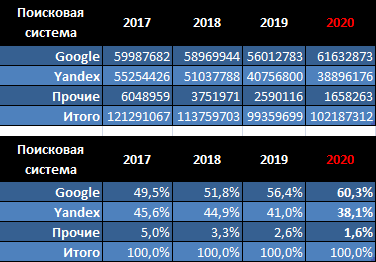 Поисковая система 2017 2018 2019 2020
Google 59987682 58969944 56012783 61632873
Yandex 55254426 51037788 40756800 38896176
Прочие 6048959 3751971 2590116 1658263
Итого 121291067 113759703 99359699 102187312
Поисковая система 2017 2018 2019 2020
Google 49,5% 51,8% 56,4% 60,3%
Yandex 45,6% 44,9% 41,0% 38,1%
Прочие 5,0% 3,3% 2,6% 1,6%
Итого 100,0% 100,0% 100,0% 100,0%